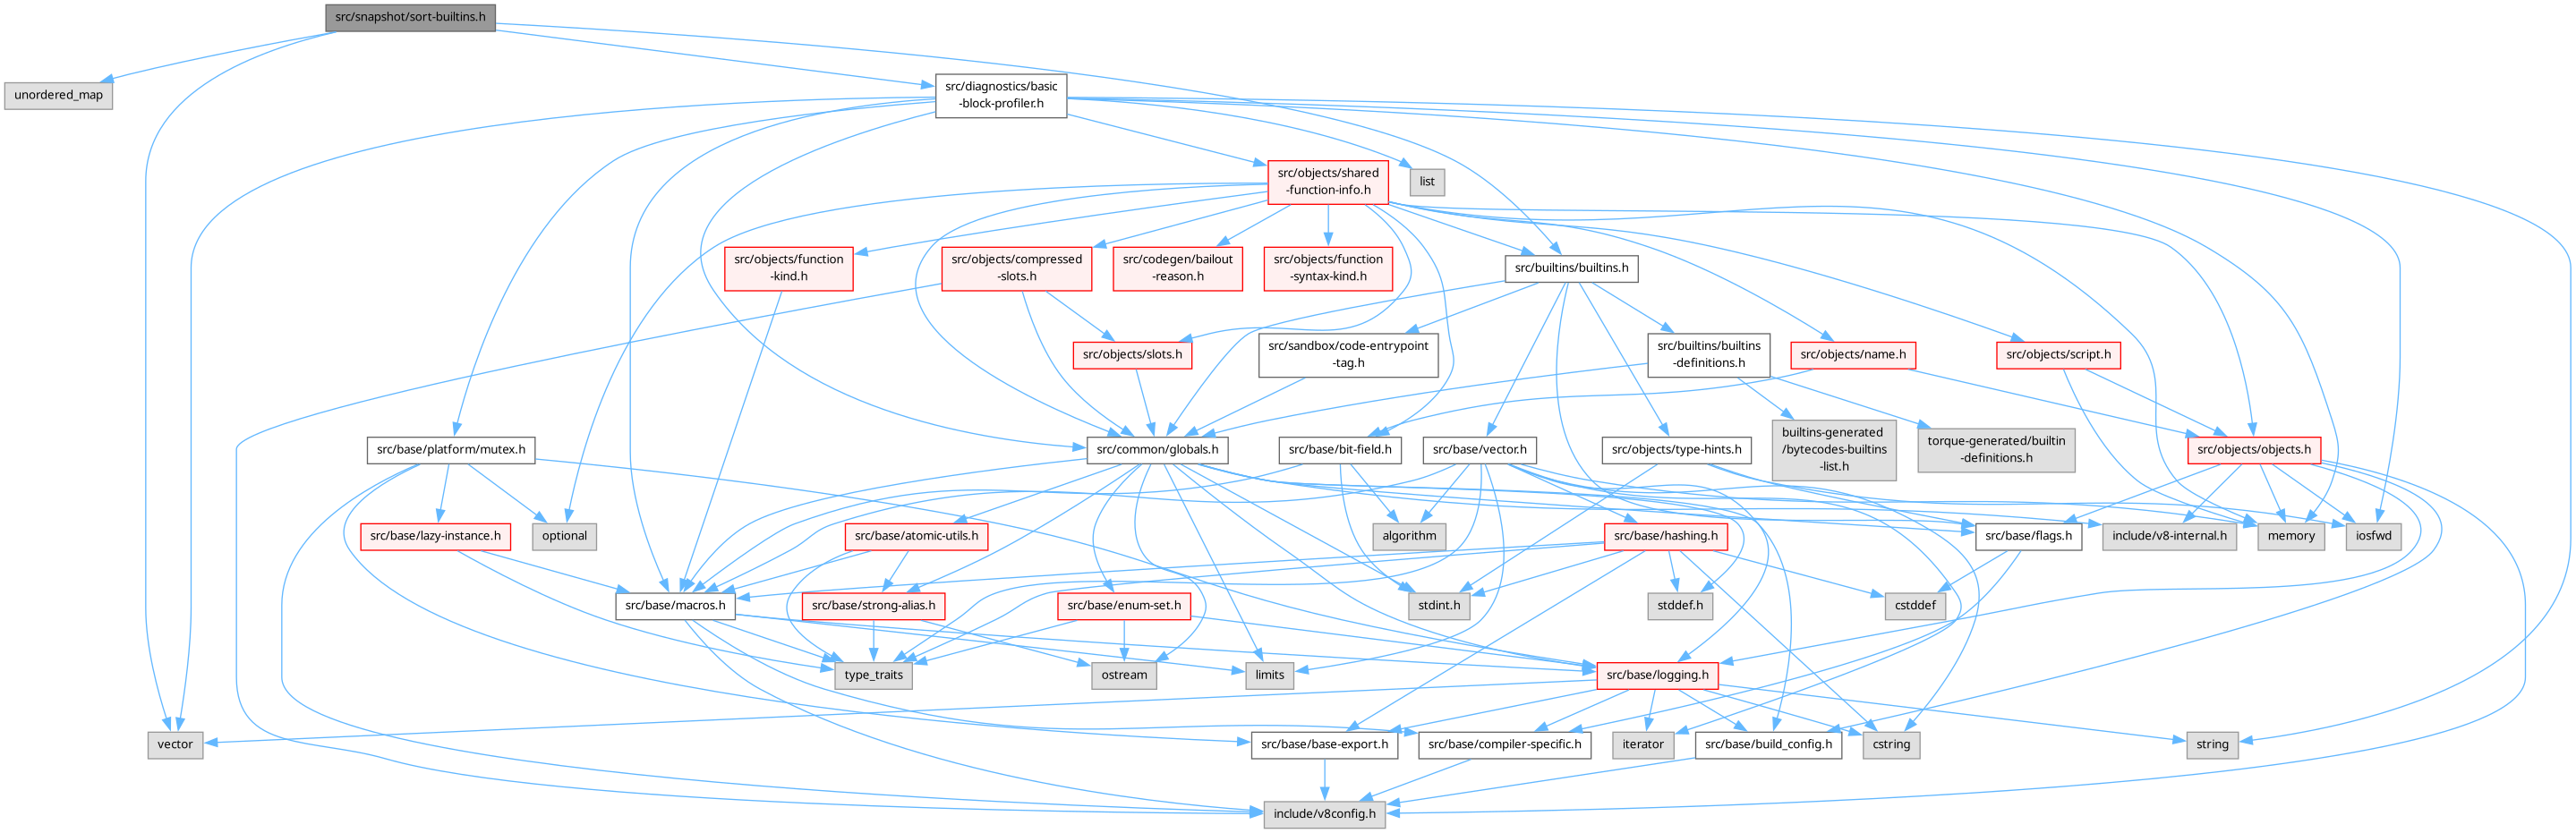 src/snapshot/sort-builtins.h
unordered_map
src/diagnostics/basic
-block-profiler.h
src/objects/shared
-function-info.h
list
src/objects/function
-kind.h
src/objects/compressed
-slots.h
src/codegen/bailout
-reason.h
src/objects/function
-syntax-kind.h
src/builtins/builtins.h
src/objects/slots.h
src/sandbox/code-entrypoint
-tag.h
src/builtins/builtins
-definitions.h
src/objects/name.h
src/objects/script.h
src/base/platform/mutex.h
src/common/globals.h
src/base/bit-field.h
src/base/vector.h
src/objects/type-hints.h
builtins-generated
/bytecodes-builtins
-list.h
torque-generated/builtin
-definitions.h
src/objects/objects.h
src/base/lazy-instance.h
optional
src/base/atomic-utils.h
algorithm
src/base/hashing.h
src/base/flags.h
include/v8-internal.h
memory
iosfwd
src/base/macros.h
src/base/strong-alias.h
src/base/enum-set.h
stdint.h
stddef.h
cstddef
type_traits
ostream
limits
src/base/logging.h
vector
src/base/base-export.h
src/base/compiler-specific.h
iterator
src/base/build_config.h
cstring
string
include/v8config.h